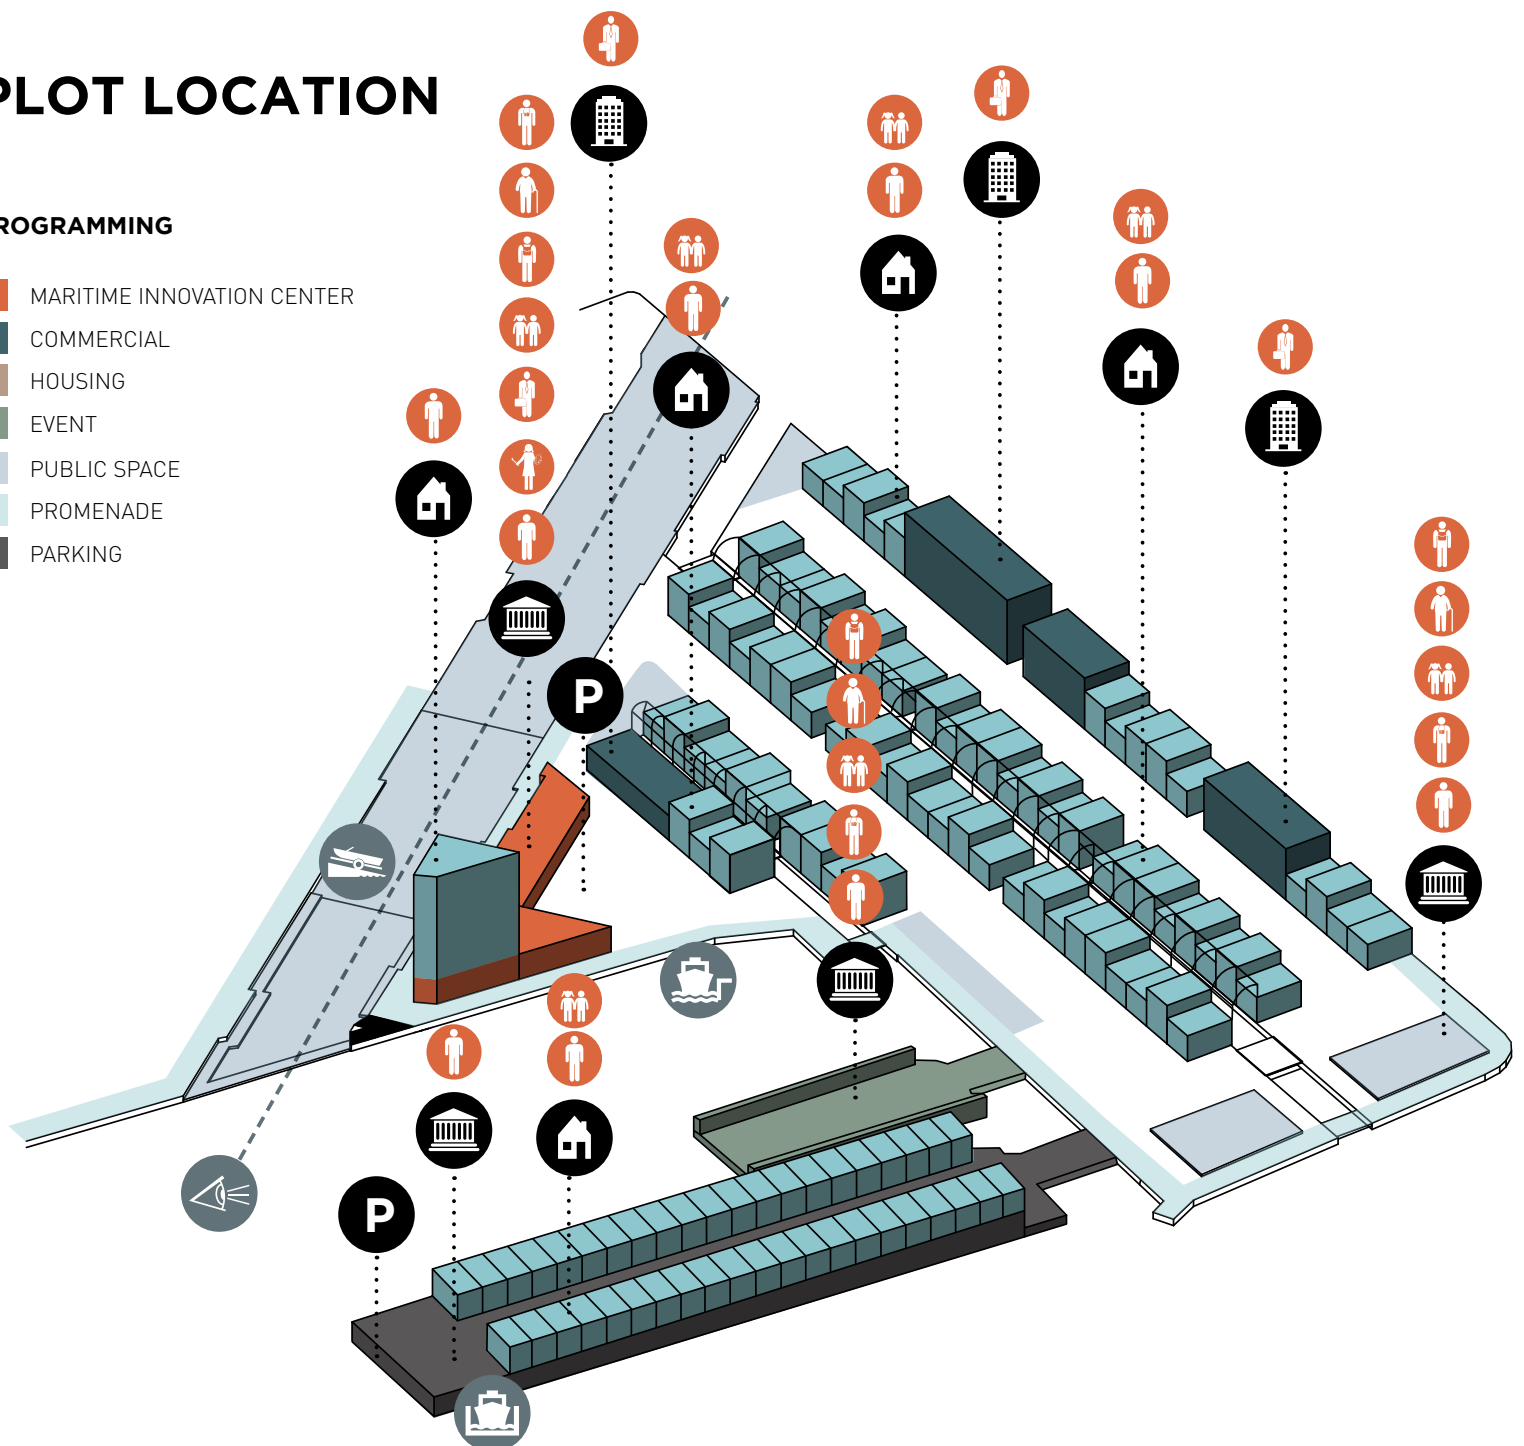 PLOT LOCATION
ROGRAMMING
MARITIME INNOVATION CENTER
COMMERCIAL
HOUSING
EVENT
PUBLIC SPACE
PROMENADE
PARKING
P
P